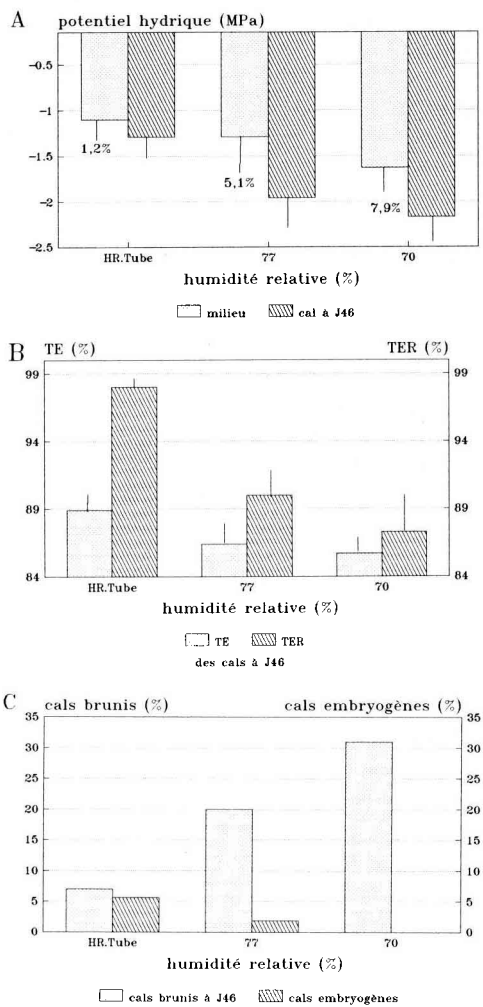 A
potentiel hydrique (MPa)
-0.5
-1
-1.5
-2
-2.5
1,2%
5,1%
7,9%
HR.Tube 77 70
humidité relative (%)
milieu cal à J46
B
TE (%) TER (%)
99 99
94 94
89 89
84 84
HR.Tube 77 70
humidité relative (%)
TE TER
des cals à J46
C
cals brunis (%) cals embryogènes (%)
35 35
30 30
25 25
20 20
15 15
10 10
5 5
0 0
HR.Tube 77 70
humidité relative (%)
cals brunis à J46 cals embryogènes